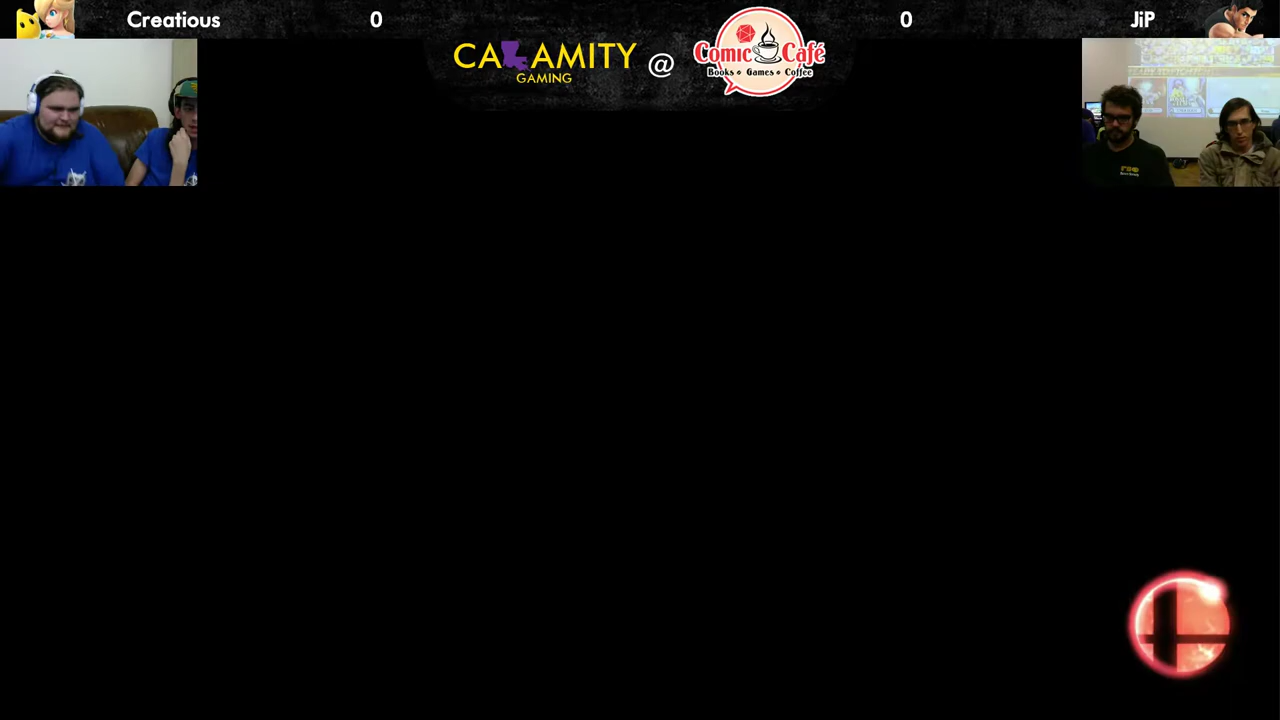 Creatious 0 0 JiP
CALAMITY
GAMING
@
Comic Café
Books • Games • Coffee